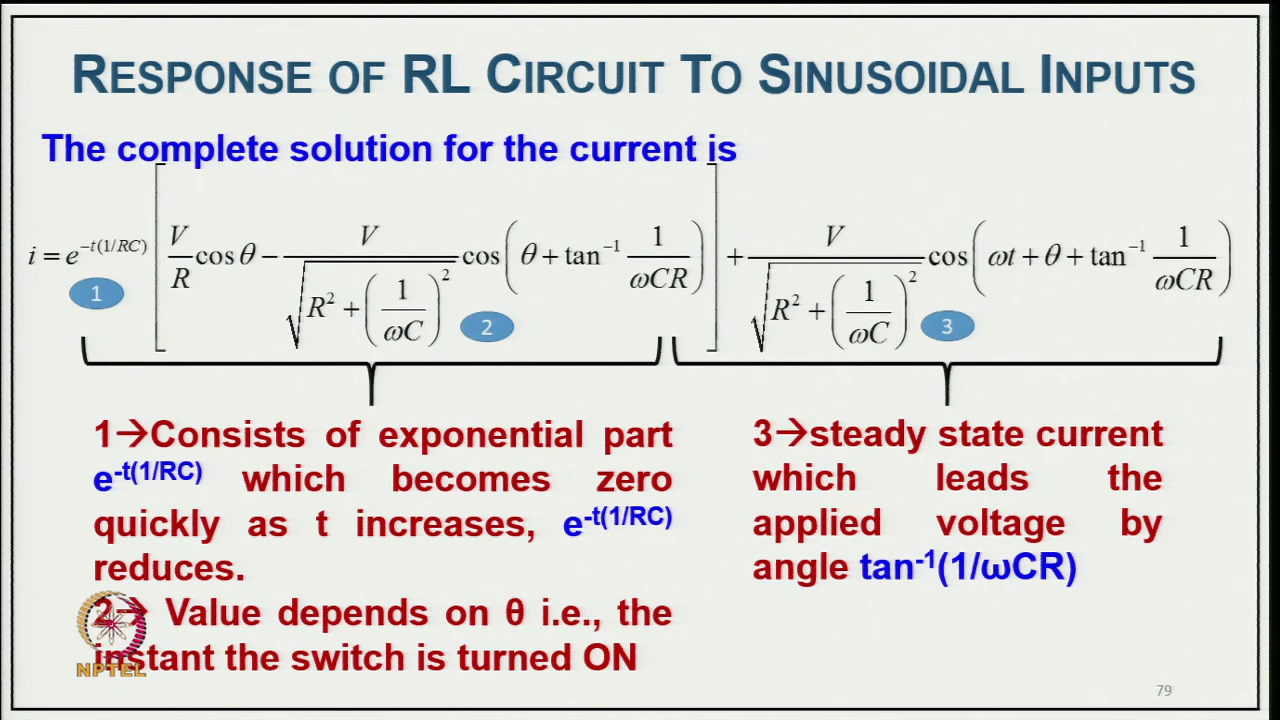 RESPONSE OF RL CIRCUIT TO SINUSOIDAL INPUTS
The complete solution for the current is
i = e^{-t(1/RC)} [ V/R cos θ − V/√(R² + (1/ωC)²) cos(θ + tan⁻¹ 1/ωCR) ] + V/√(R² + (1/ωC)²) cos(ωt + θ + tan⁻¹ 1/ωCR)
1
2
3
1→Consists of exponential part
e^{-t(1/RC)} which becomes zero
quickly as t increases, e^{-t(1/RC)}
reduces.
2→ Value depends on θ i.e., the
instant the switch is turned ON
3→steady state current
which leads the
applied voltage by
angle tan⁻¹(1/ωCR)
NPTEL
79